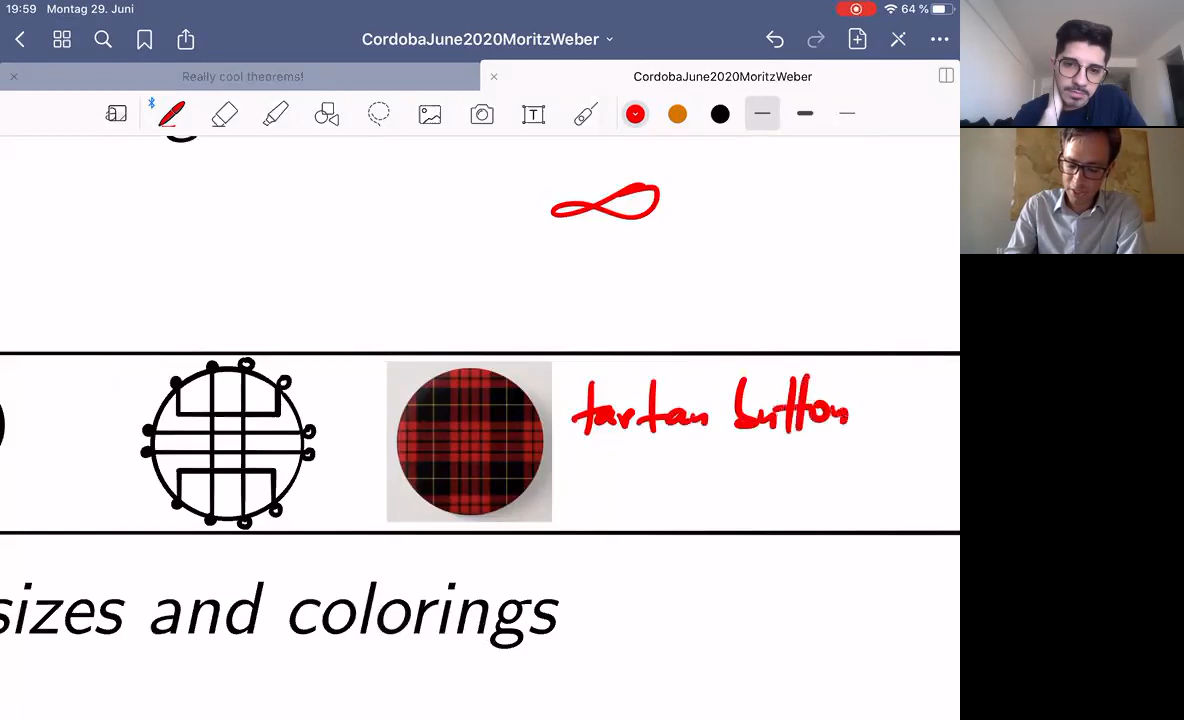 19:59 Montag 29. Juni
64 %
CordobaJune2020MoritzWeber
Really cool theorems!
CordobaJune2020MoritzWeber
T
tartan button
sizes and colorings